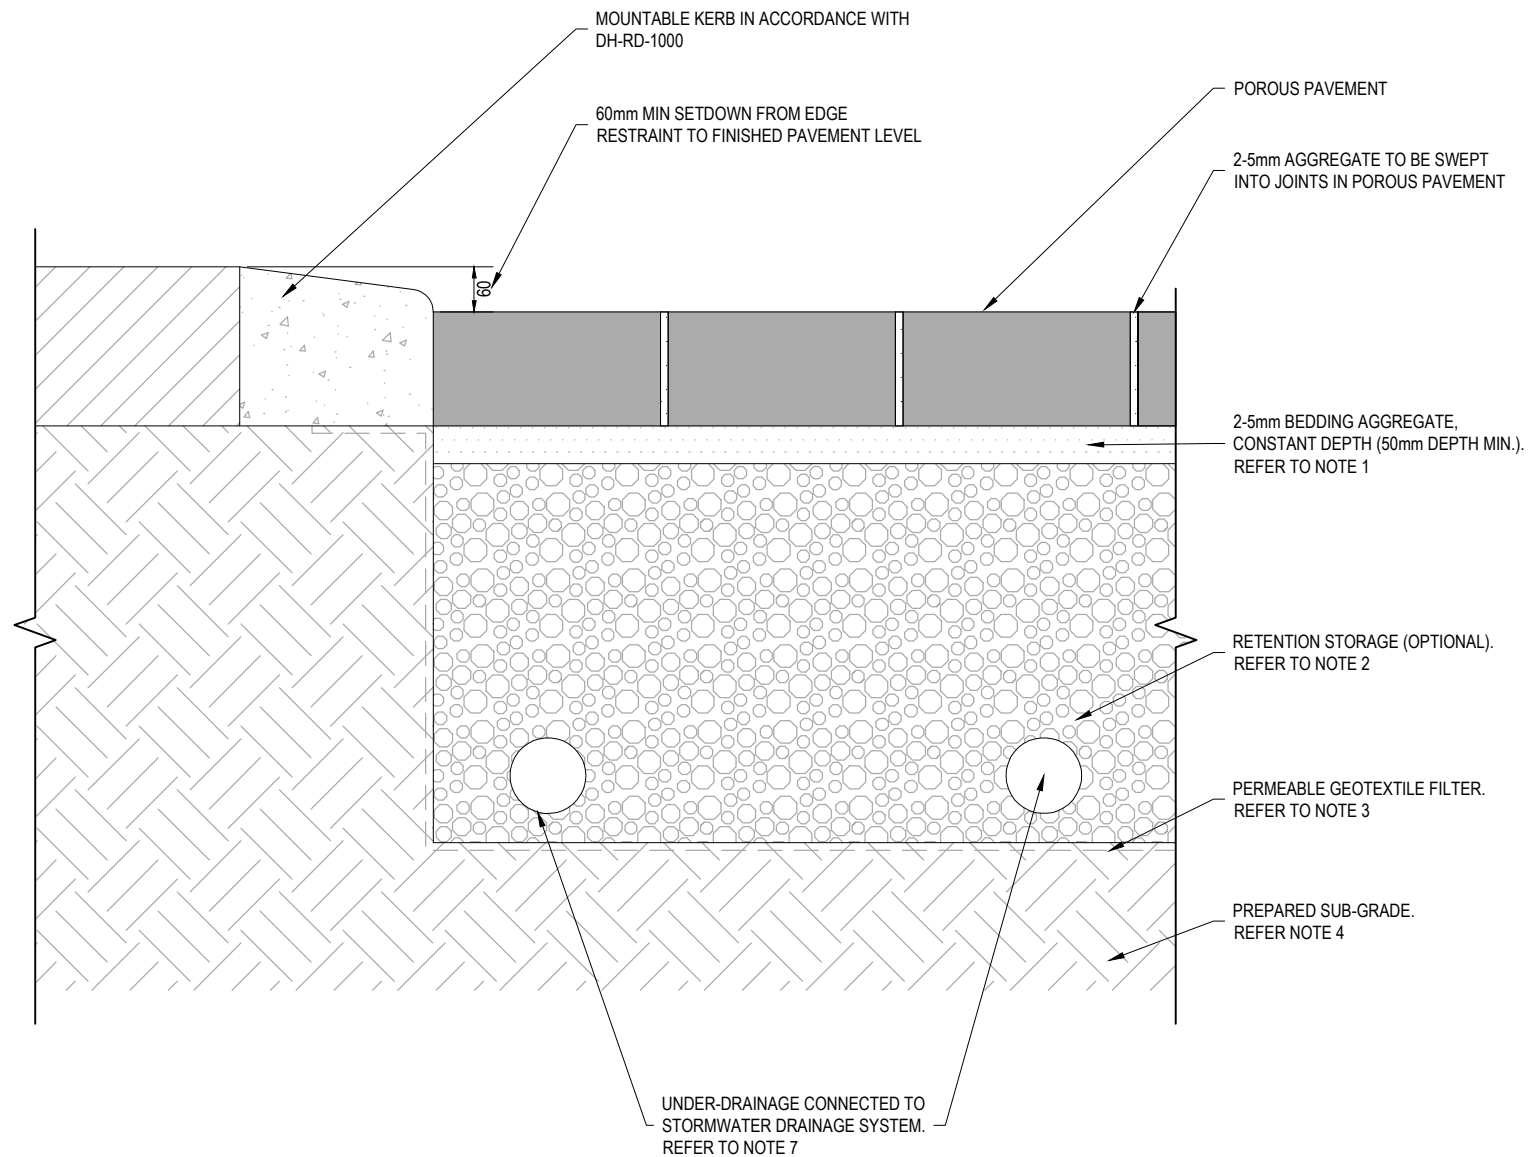 MOUNTABLE KERB IN ACCORDANCE WITH
DH-RD-1000
60mm MIN SETDOWN FROM EDGE
RESTRAINT TO FINISHED PAVEMENT LEVEL
POROUS PAVEMENT
2-5mm AGGREGATE TO BE SWEPT
INTO JOINTS IN POROUS PAVEMENT
60
2-5mm BEDDING AGGREGATE,
CONSTANT DEPTH (50mm DEPTH MIN.).
REFER TO NOTE 1
RETENTION STORAGE (OPTIONAL).
REFER TO NOTE 2
PERMEABLE GEOTEXTILE FILTER.
REFER TO NOTE 3
PREPARED SUB-GRADE.
REFER NOTE 4
UNDER-DRAINAGE CONNECTED TO
STORMWATER DRAINAGE SYSTEM.
REFER TO NOTE 7